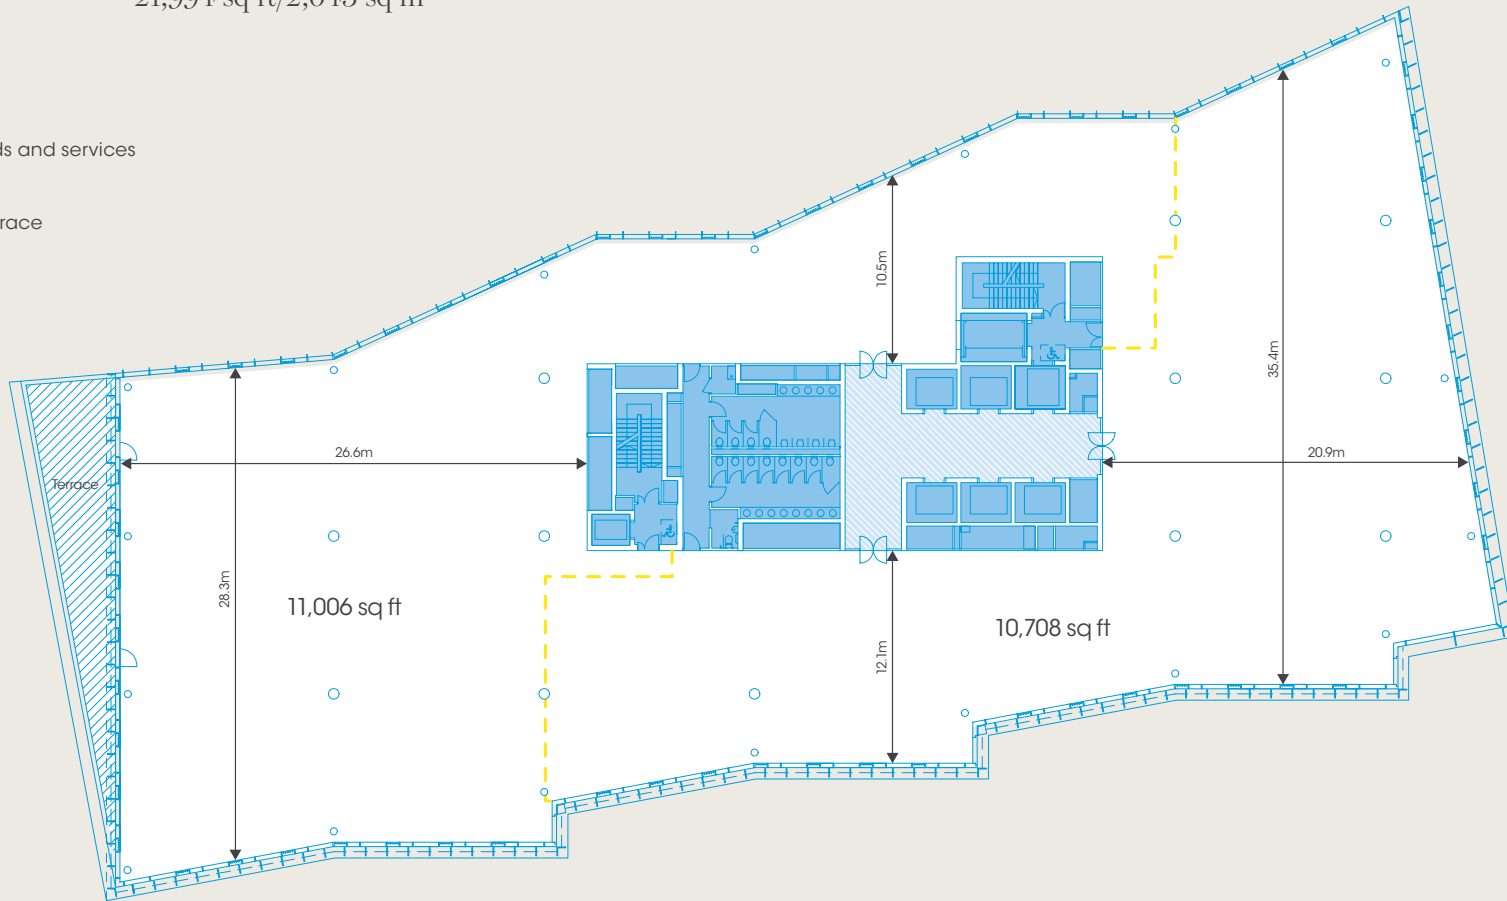 ds and services
race
10.5m
35.4m
26.6m
20.9m
Terrace
28.3m
11,006 sq ft
10,708 sq ft
12.1m